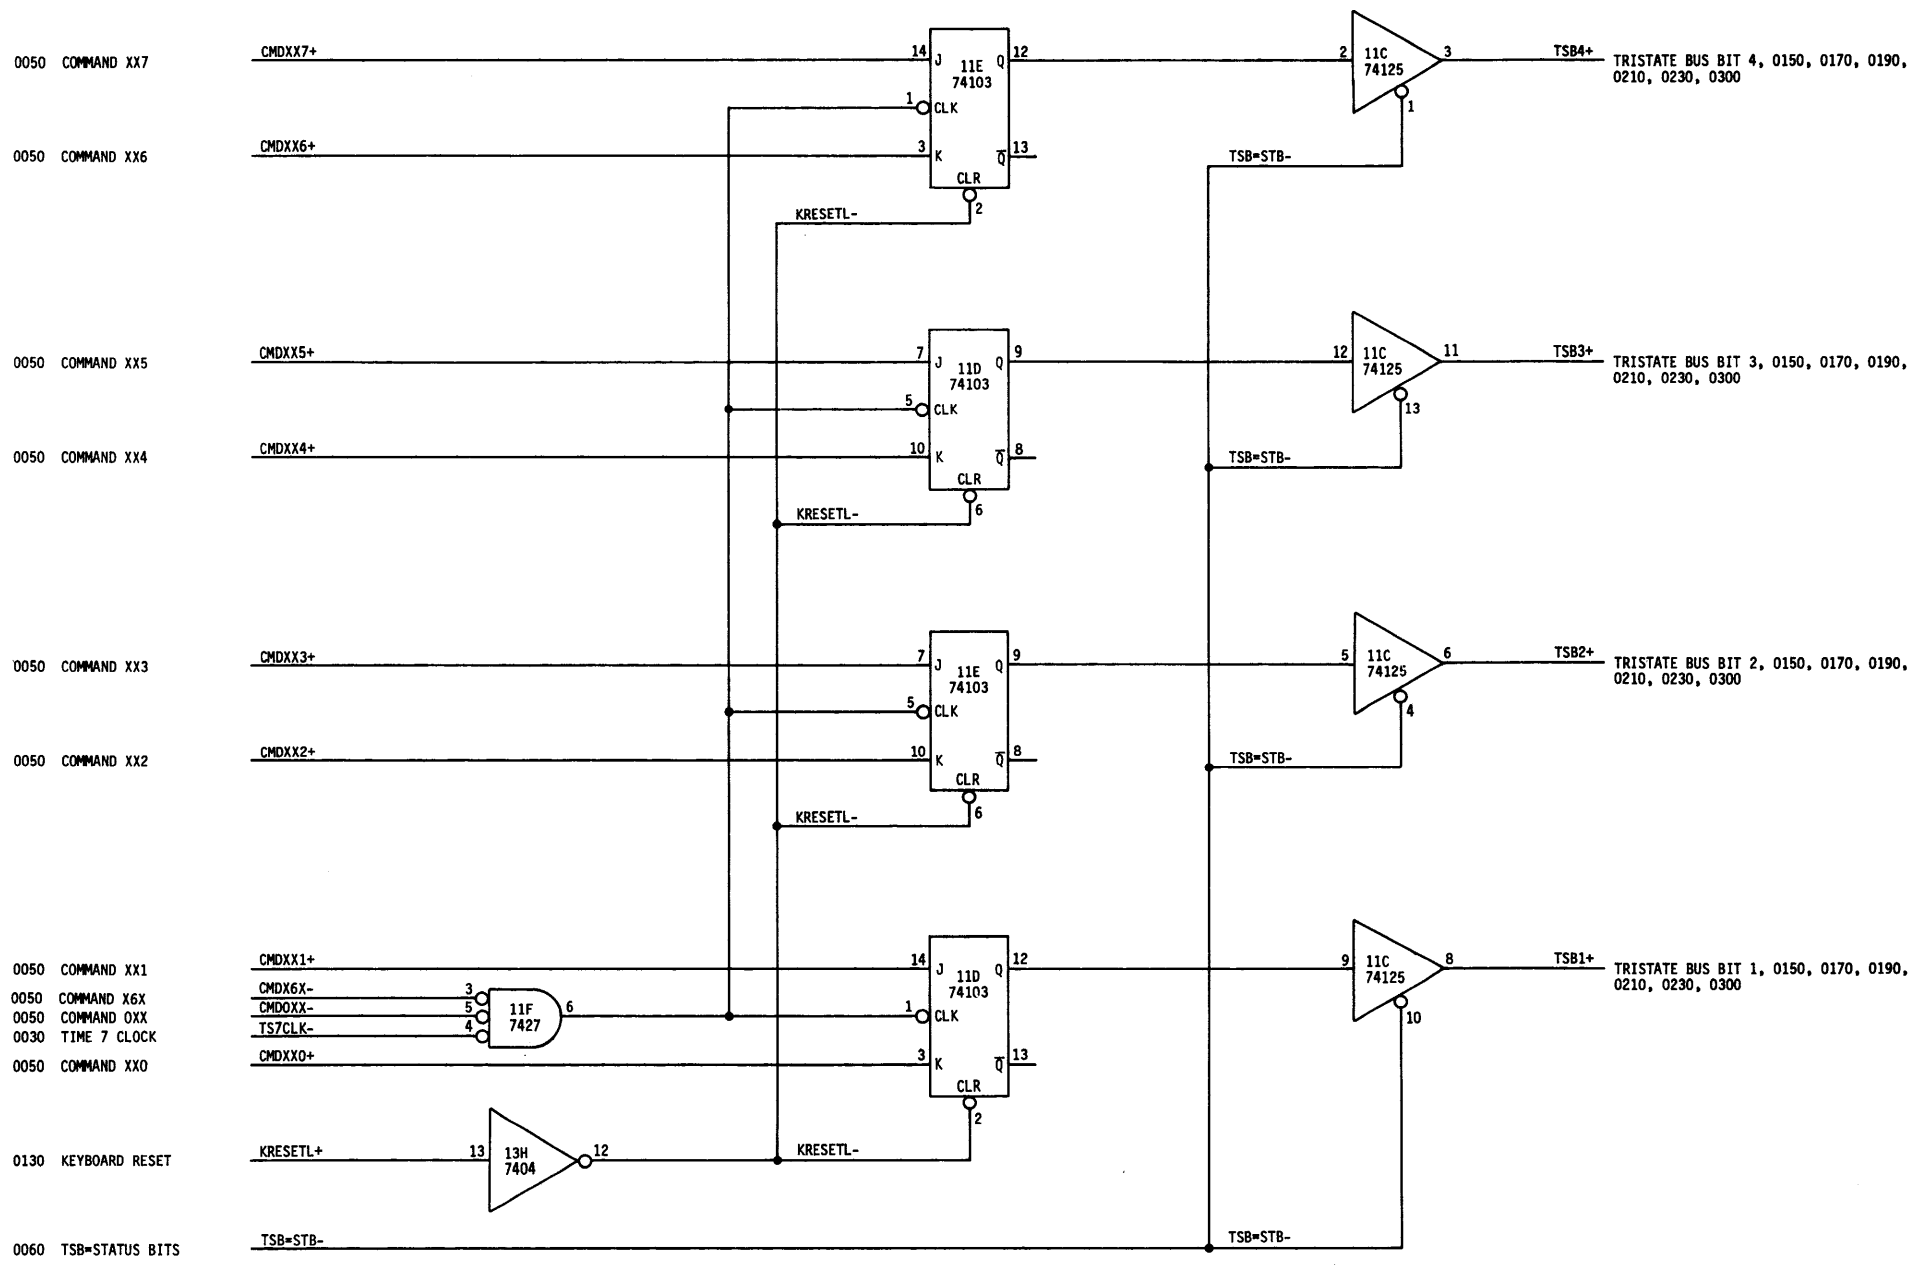 0050 COMMAND XX7 CMDXX7+ 14 J 11E Q 12 2 11C 3 TSB4+ TRISTATE BUS BIT 4, 0150, 0170, 0190,
74103 74125 0210, 0230, 0300
1 CLK 1
0050 COMMAND XX6 CMDXX6+ 3 K Q̅ 13 TSB=STB-
CLR
KRESETL- 2
0050 COMMAND XX5 CMDXX5+ 7 J 11D Q 9 12 11C 11 TSB3+ TRISTATE BUS BIT 3, 0150, 0170, 0190,
74103 74125 0210, 0230, 0300
5 CLK 13
0050 COMMAND XX4 CMDXX4+ 10 K Q̅ 8 TSB=STB-
CLR
KRESETL- 6
0050 COMMAND XX3 CMDXX3+ 7 J 11E Q 9 5 11C 6 TSB2+ TRISTATE BUS BIT 2, 0150, 0170, 0190,
74103 74125 0210, 0230, 0300
5 CLK 4
0050 COMMAND XX2 CMDXX2+ 10 K Q̅ 8 TSB=STB-
CLR
KRESETL- 6
0050 COMMAND XX1 CMDXX1+ 14 J 11D Q 12 9 11C 8 TSB1+ TRISTATE BUS BIT 1, 0150, 0170, 0190,
74103 74125 0210, 0230, 0300
0050 COMMAND X6X CMDX6X- 3
0050 COMMAND 0XX CMD0XX- 5 11F 6 1 CLK 10
7427
0030 TIME 7 CLOCK TS7CLK- 4
0050 COMMAND XX0 CMDXX0+ 3 K Q̅ 13
CLR
2
0130 KEYBOARD RESET KRESETL+ 13 13H 12 KRESETL-
7404
0060 TSB=STATUS BITS TSB=STB- TSB=STB-